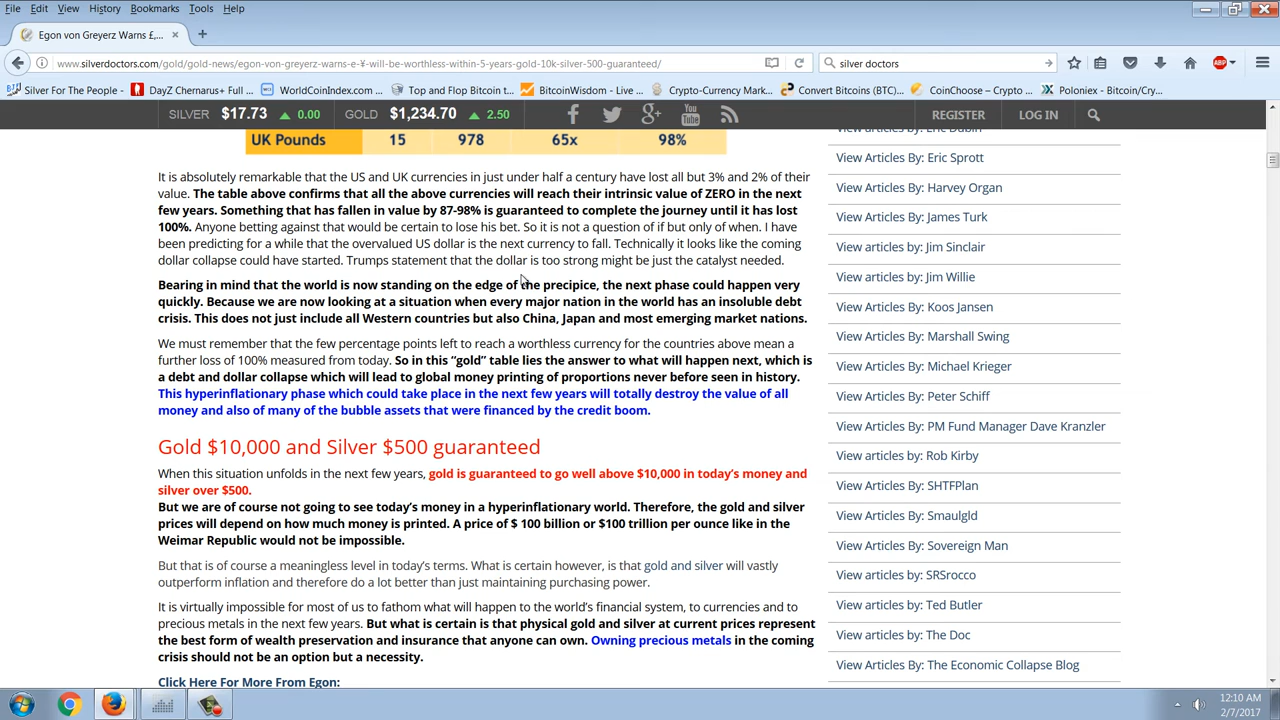 File Edit View History Bookmarks Tools Help
Egon von Greyerz Warns £,...
www.silverdoctors.com/gold/gold-news/egon-von-greyerz-warns-e-¥-will-be-worthless-within-5-years-gold-10k-silver-500-guaranteed/
silver doctors
Silver For The People - DayZ Chernarus+ Full ... WorldCoinIndex.com ... Top and Flop Bitcoin t... BitcoinWisdom - Live ... Crypto-Currency Mark... Convert Bitcoins (BTC)... CoinChoose – Crypto ... Poloniex - Bitcoin/Cry...
SILVER $17.73 0.00 GOLD $1,234.70 2.50 REGISTER LOG IN
UK Pounds 15 978 65x 98%
It is absolutely remarkable that the US and UK currencies in just under half a century have lost all but 3% and 2% of their
value. The table above confirms that all the above currencies will reach their intrinsic value of ZERO in the next
few years. Something that has fallen in value by 87-98% is guaranteed to complete the journey until it has lost
100%. Anyone betting against that would be certain to lose his bet. So it is not a question of if but only of when. I have
been predicting for a while that the overvalued US dollar is the next currency to fall. Technically it looks like the coming
dollar collapse could have started. Trumps statement that the dollar is too strong might be just the catalyst needed.
Bearing in mind that the world is now standing on the edge of the precipice, the next phase could happen very
quickly. Because we are now looking at a situation when every major nation in the world has an insoluble debt
crisis. This does not just include all Western countries but also China, Japan and most emerging market nations.
We must remember that the few percentage points left to reach a worthless currency for the countries above mean a
further loss of 100% measured from today. So in this “gold” table lies the answer to what will happen next, which is
a debt and dollar collapse which will lead to global money printing of proportions never before seen in history.
This hyperinflationary phase which could take place in the next few years will totally destroy the value of all
money and also of many of the bubble assets that were financed by the credit boom.
Gold $10,000 and Silver $500 guaranteed
When this situation unfolds in the next few years, gold is guaranteed to go well above $10,000 in today’s money and
silver over $500.
But we are of course not going to see today’s money in a hyperinflationary world. Therefore, the gold and silver
prices will depend on how much money is printed. A price of $ 100 billion or $100 trillion per ounce like in the
Weimar Republic would not be impossible.
But that is of course a meaningless level in today’s terms. What is certain however, is that gold and silver will vastly
outperform inflation and therefore do a lot better than just maintaining purchasing power.
It is virtually impossible for most of us to fathom what will happen to the world’s financial system, to currencies and to
precious metals in the next few years. But what is certain is that physical gold and silver at current prices represent
the best form of wealth preservation and insurance that anyone can own. Owning precious metals in the coming
crisis should not be an option but a necessity.
Click Here For More From Egon:
View Articles By: Eric Dubin
View Articles By: Eric Sprott
View Articles By: Harvey Organ
View Articles By: James Turk
View Articles By: Jim Sinclair
View Articles By: Jim Willie
View Articles By: Koos Jansen
View Articles By: Marshall Swing
View Articles By: Michael Krieger
View Articles By: Peter Schiff
View Articles By: PM Fund Manager Dave Kranzler
View Articles By: Rob Kirby
View Articles By: SHTFPlan
View Articles By: Smaulgld
View Articles By: Sovereign Man
View articles By: SRSrocco
View Articles By: Ted Butler
View Articles By: The Doc
View Articles By: The Economic Collapse Blog
12:10 AM
2/7/2017